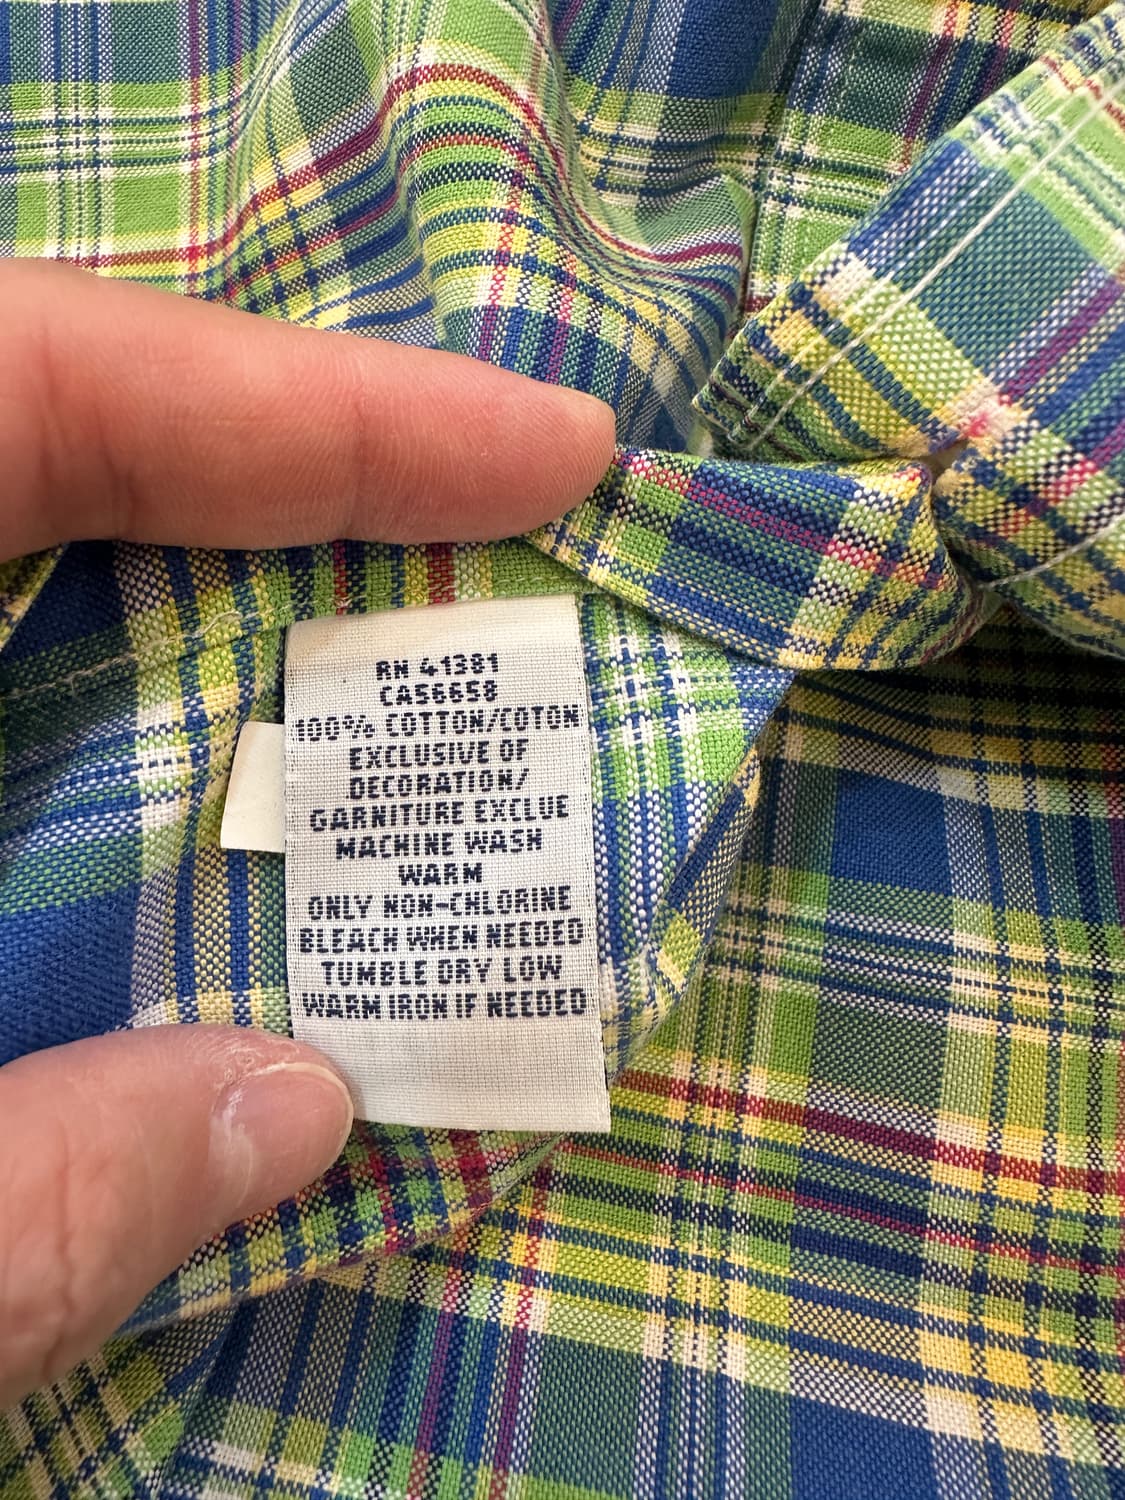 RN 41381
CA56658
100% COTTON/COTON
EXCLUSIVE OF
DECORATION/
GARNITURE EXCLUE
MACHINE WASH
WARM
ONLY NON-CHLORINE
BLEACH WHEN NEEDED
TUMBLE DRY LOW
WARM IRON IF NEEDED